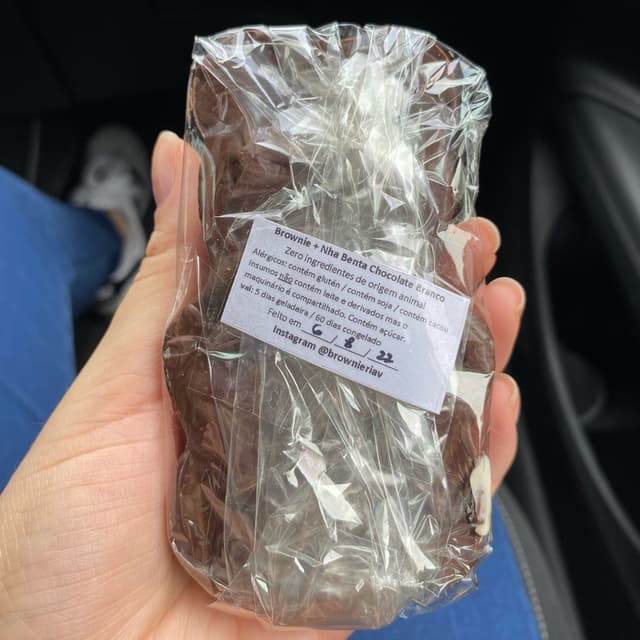 Brownie + Nha Benta Chocolate Branco
Zero ingredientes de origem animal
Alérgicos: contém glutén / contém soja / contém cacau
insumos não contém leite e derivados mas o
maquinário é compartilhado. Contém açúcar.
val: 5 dias geladeira / 60 dias congelado
Feito em 6 / 8 / 22
Instagram @brownieriav